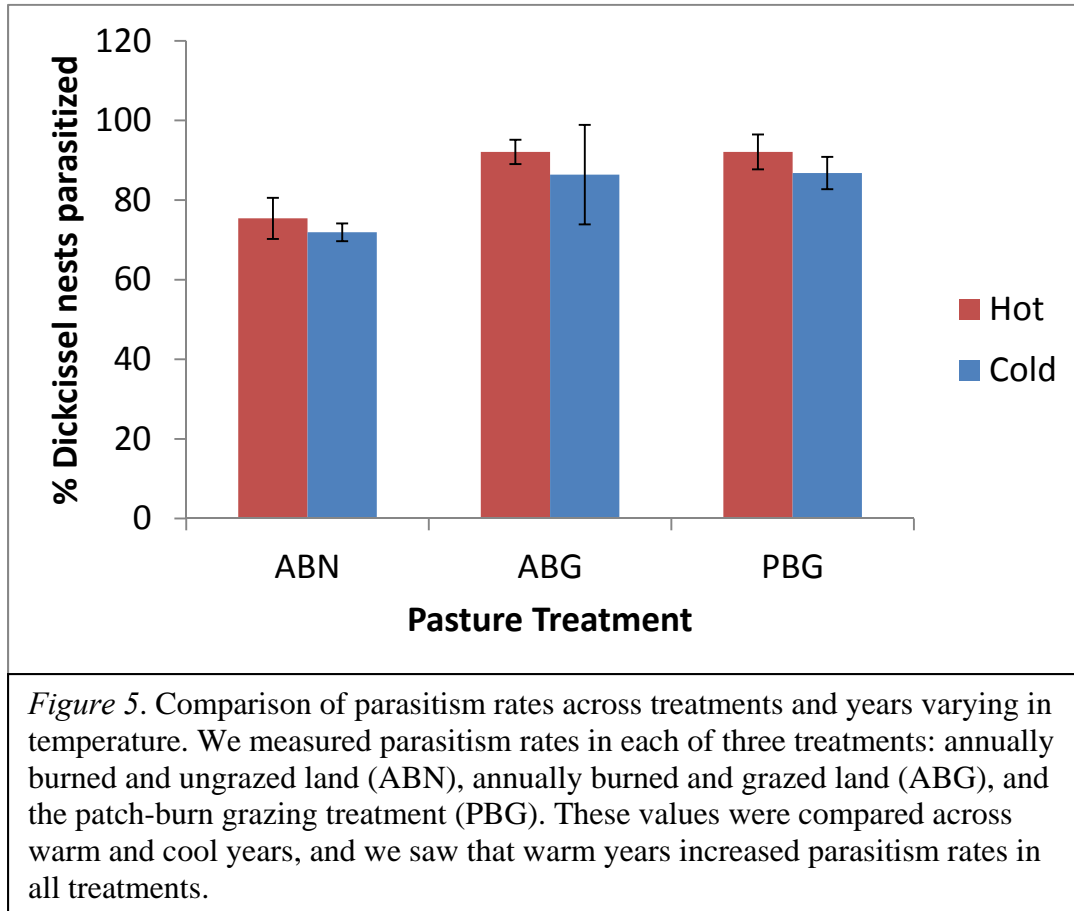 120
100
80
60
40
20
0
% Dickcissel nests parasitized
Hot
Cold
ABN ABG PBG
Pasture Treatment
Figure 5. Comparison of parasitism rates across treatments and years varying in
temperature. We measured parasitism rates in each of three treatments: annually
burned and ungrazed land (ABN), annually burned and grazed land (ABG), and
the patch-burn grazing treatment (PBG). These values were compared across
warm and cool years, and we saw that warm years increased parasitism rates in
all treatments.